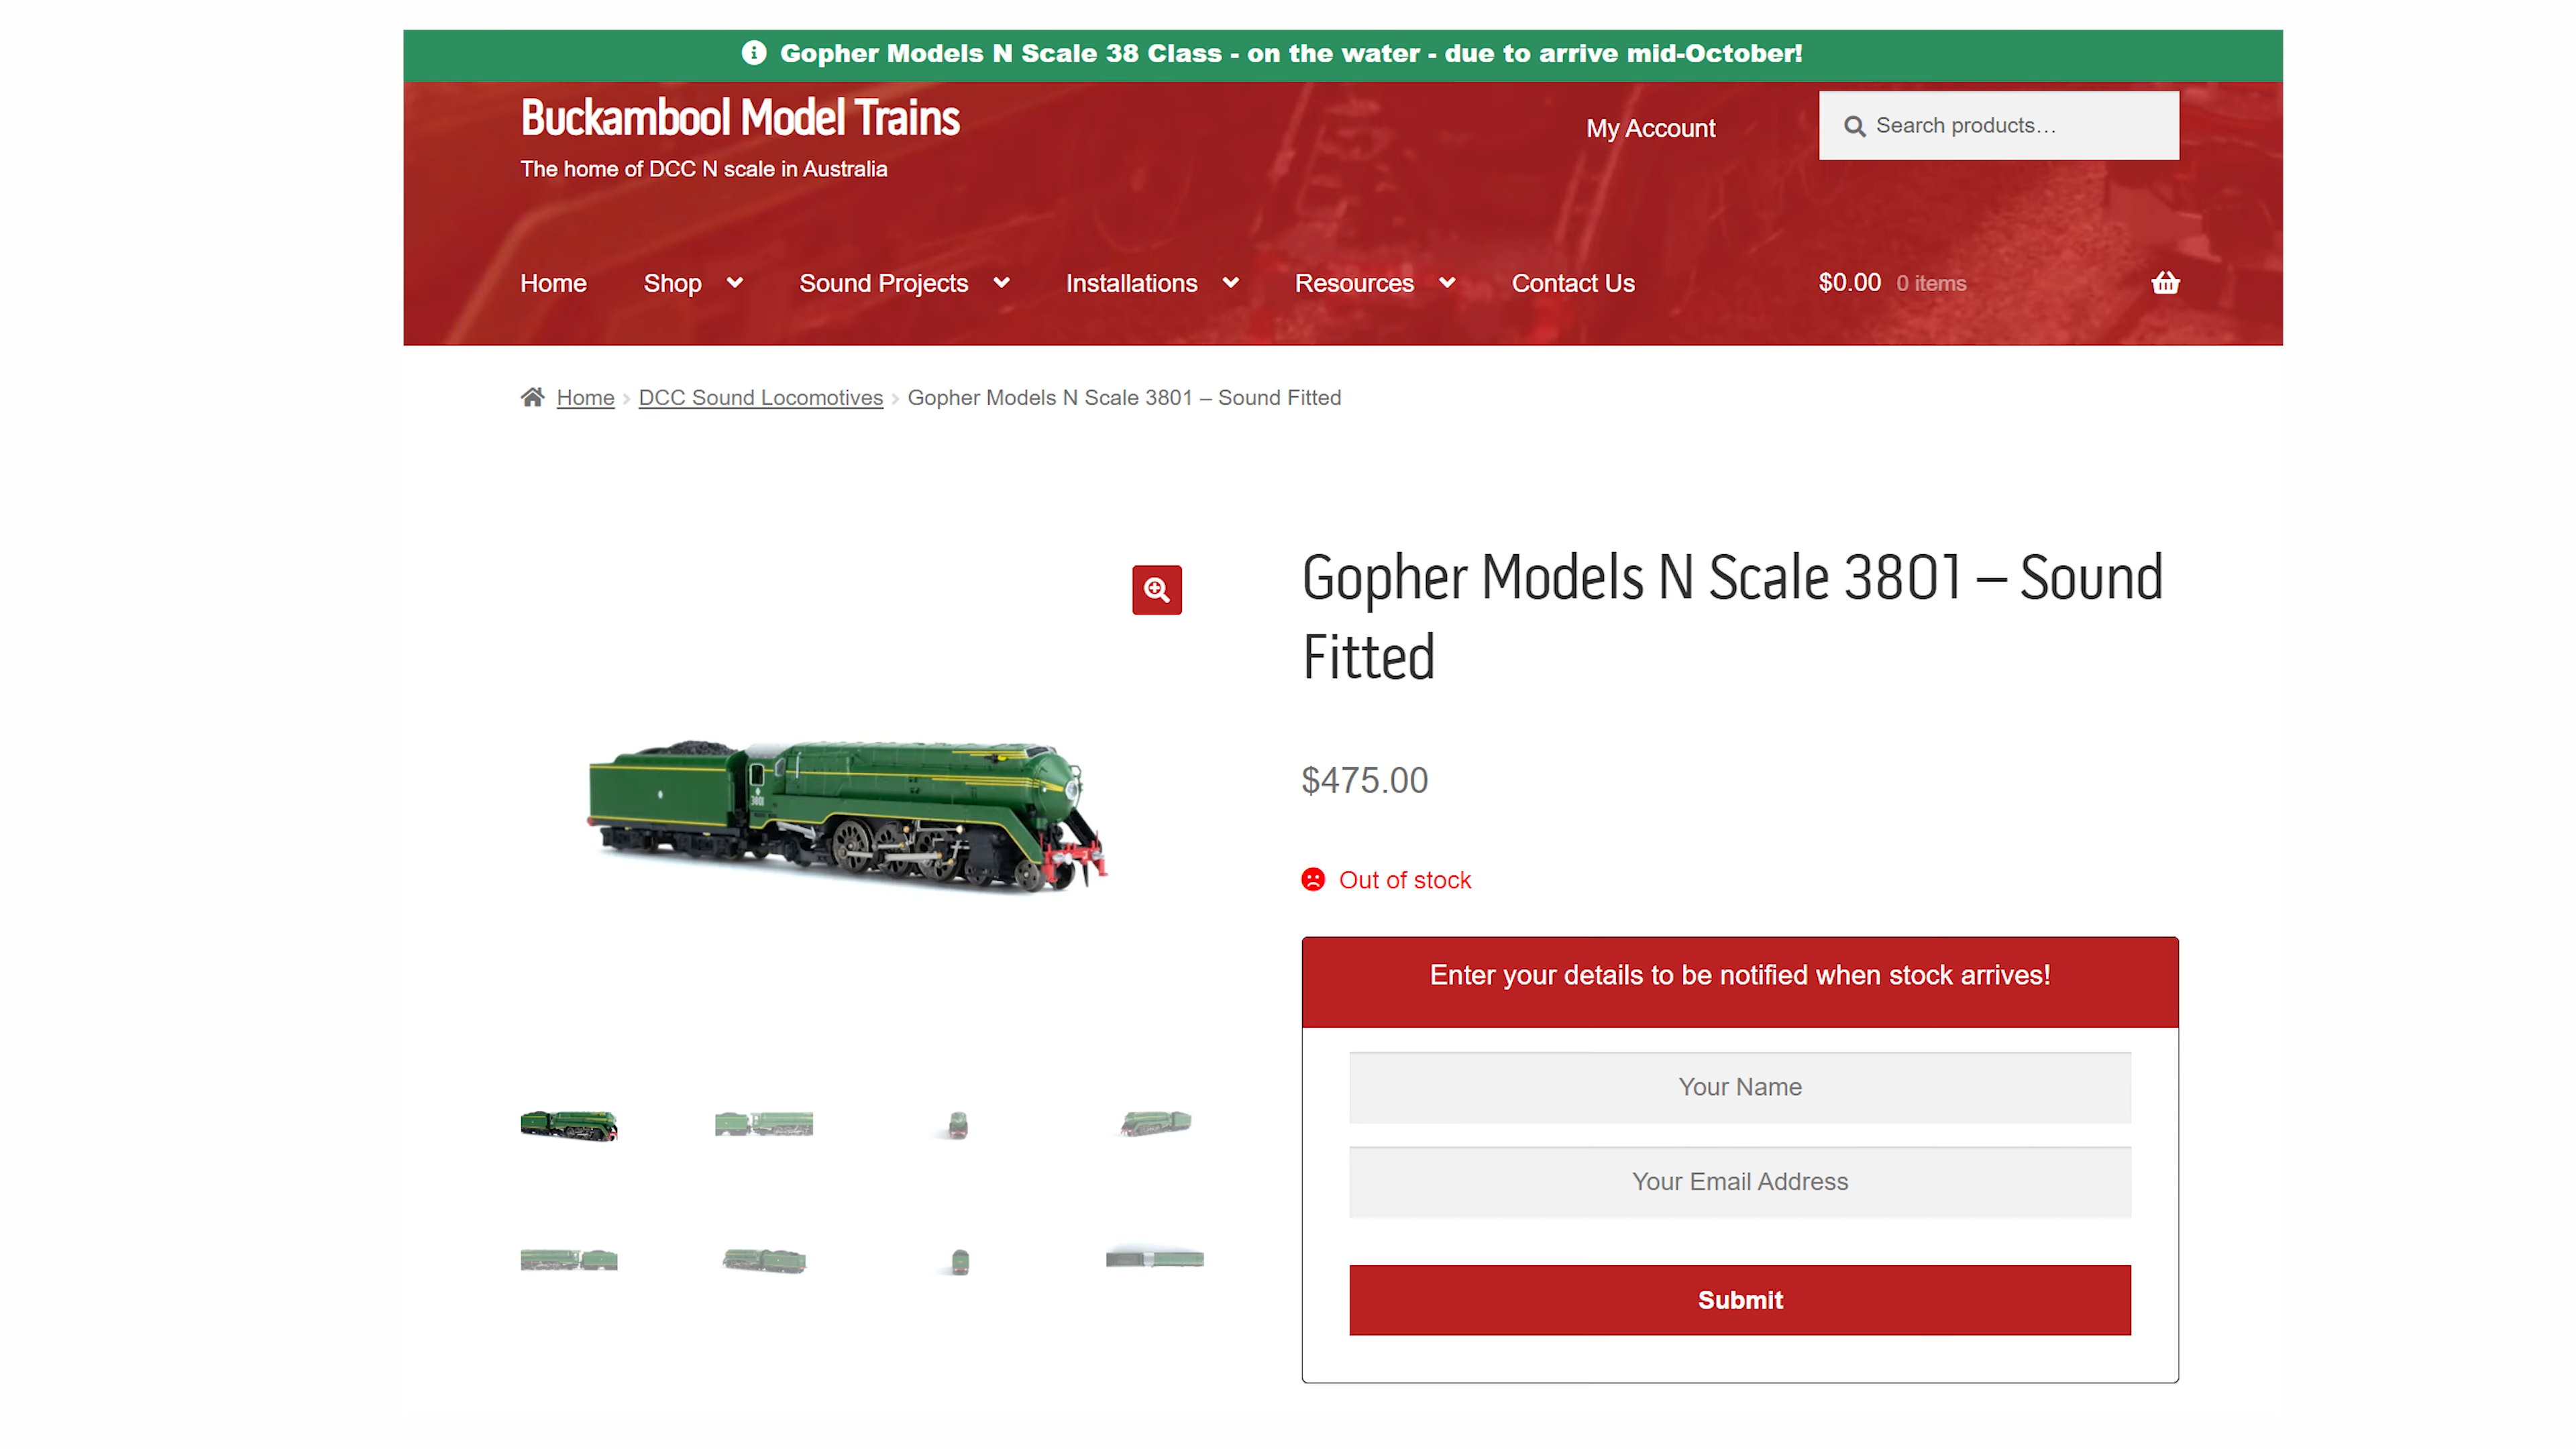 Gopher Models N Scale 38 Class - on the water - due to arrive mid-October!
Buckambool Model Trains
The home of DCC N scale in Australia
My Account
Search products…
Home
Shop
Sound Projects
Installations
Resources
Contact Us
$0.00 0 items
Home
DCC Sound Locomotives
Gopher Models N Scale 3801 – Sound Fitted
Gopher Models N Scale 3801 – Sound
Fitted
3801
$475.00
Out of stock
Enter your details to be notified when stock arrives!
Your Name
Your Email Address
Submit